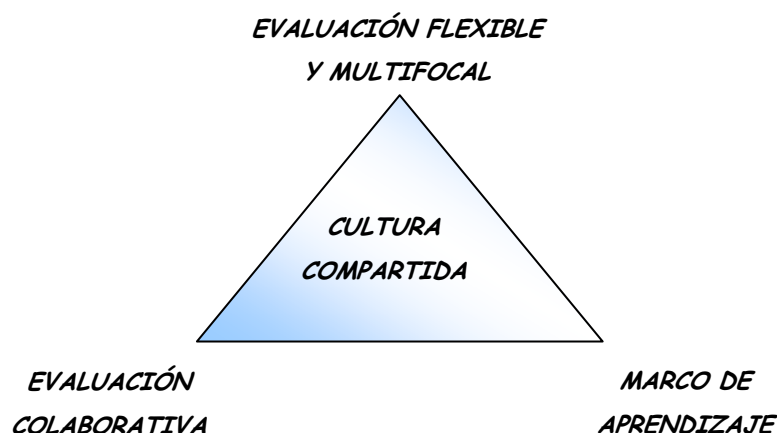 EVALUACIÓN FLEXIBLE
Y MULTIFOCAL
CULTURA
COMPARTIDA
EVALUACIÓN
COLABORATIVA
MARCO DE
APRENDIZAJE